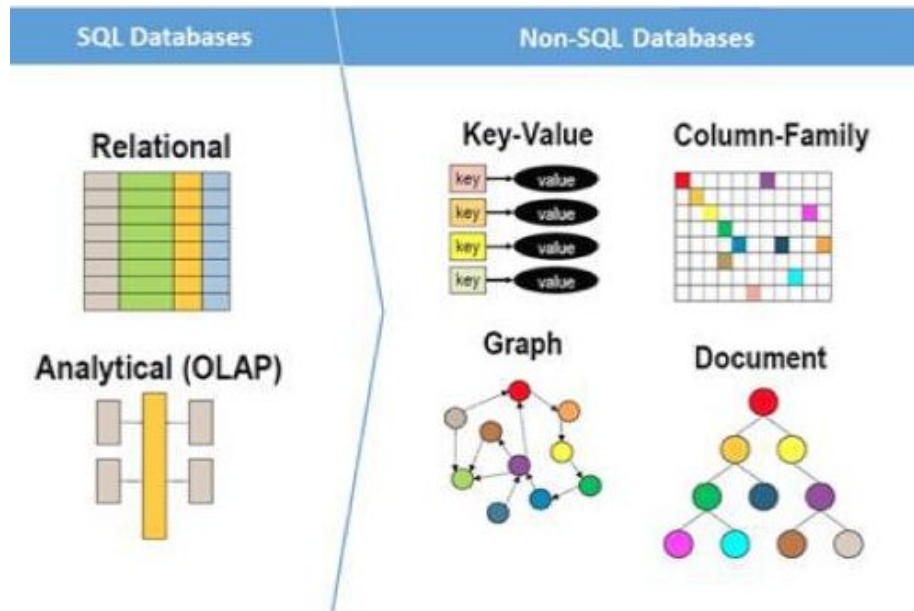 SQL Databases
Non-SQL Databases
Relational
Analytical (OLAP)
Key-Value
key
value
key
value
key
value
key
value
Column-Family
Graph
Document